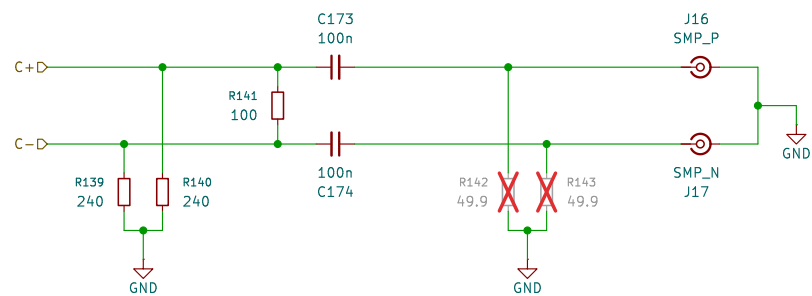 C173
100n
J16
SMP_P
C+
R141
100
C-
GND
100n
C174
SMP_N
J17
R139
240
R140
240
R142
49.9
R143
49.9
GND
GND